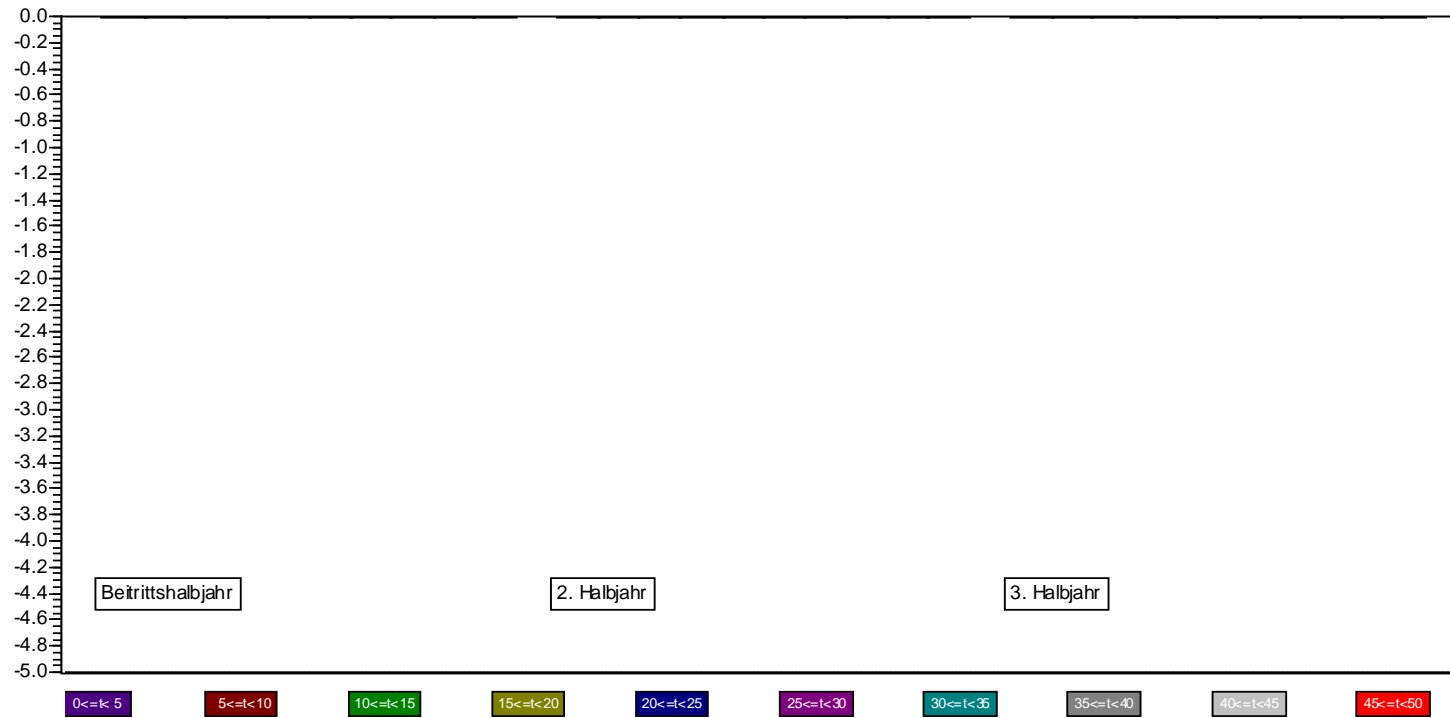 0.0
-0.2
-0.4
-0.6
-0.8
-1.0
-1.2
-1.4
-1.6
-1.8
-2.0
-2.2
-2.4
-2.6
-2.8
-3.0
-3.2
-3.4
-3.6
-3.8
-4.0
-4.2
-4.4
-4.6
-4.8
-5.0
Beitrittshalbjahr
2. Halbjahr
3. Halbjahr
0<=t< 5
5<=t<10
10<=t<15
15<=t<20
20<=t<25
25<=t<30
30<=t<35
35<=t<40
40<=t<45
45<=t<50